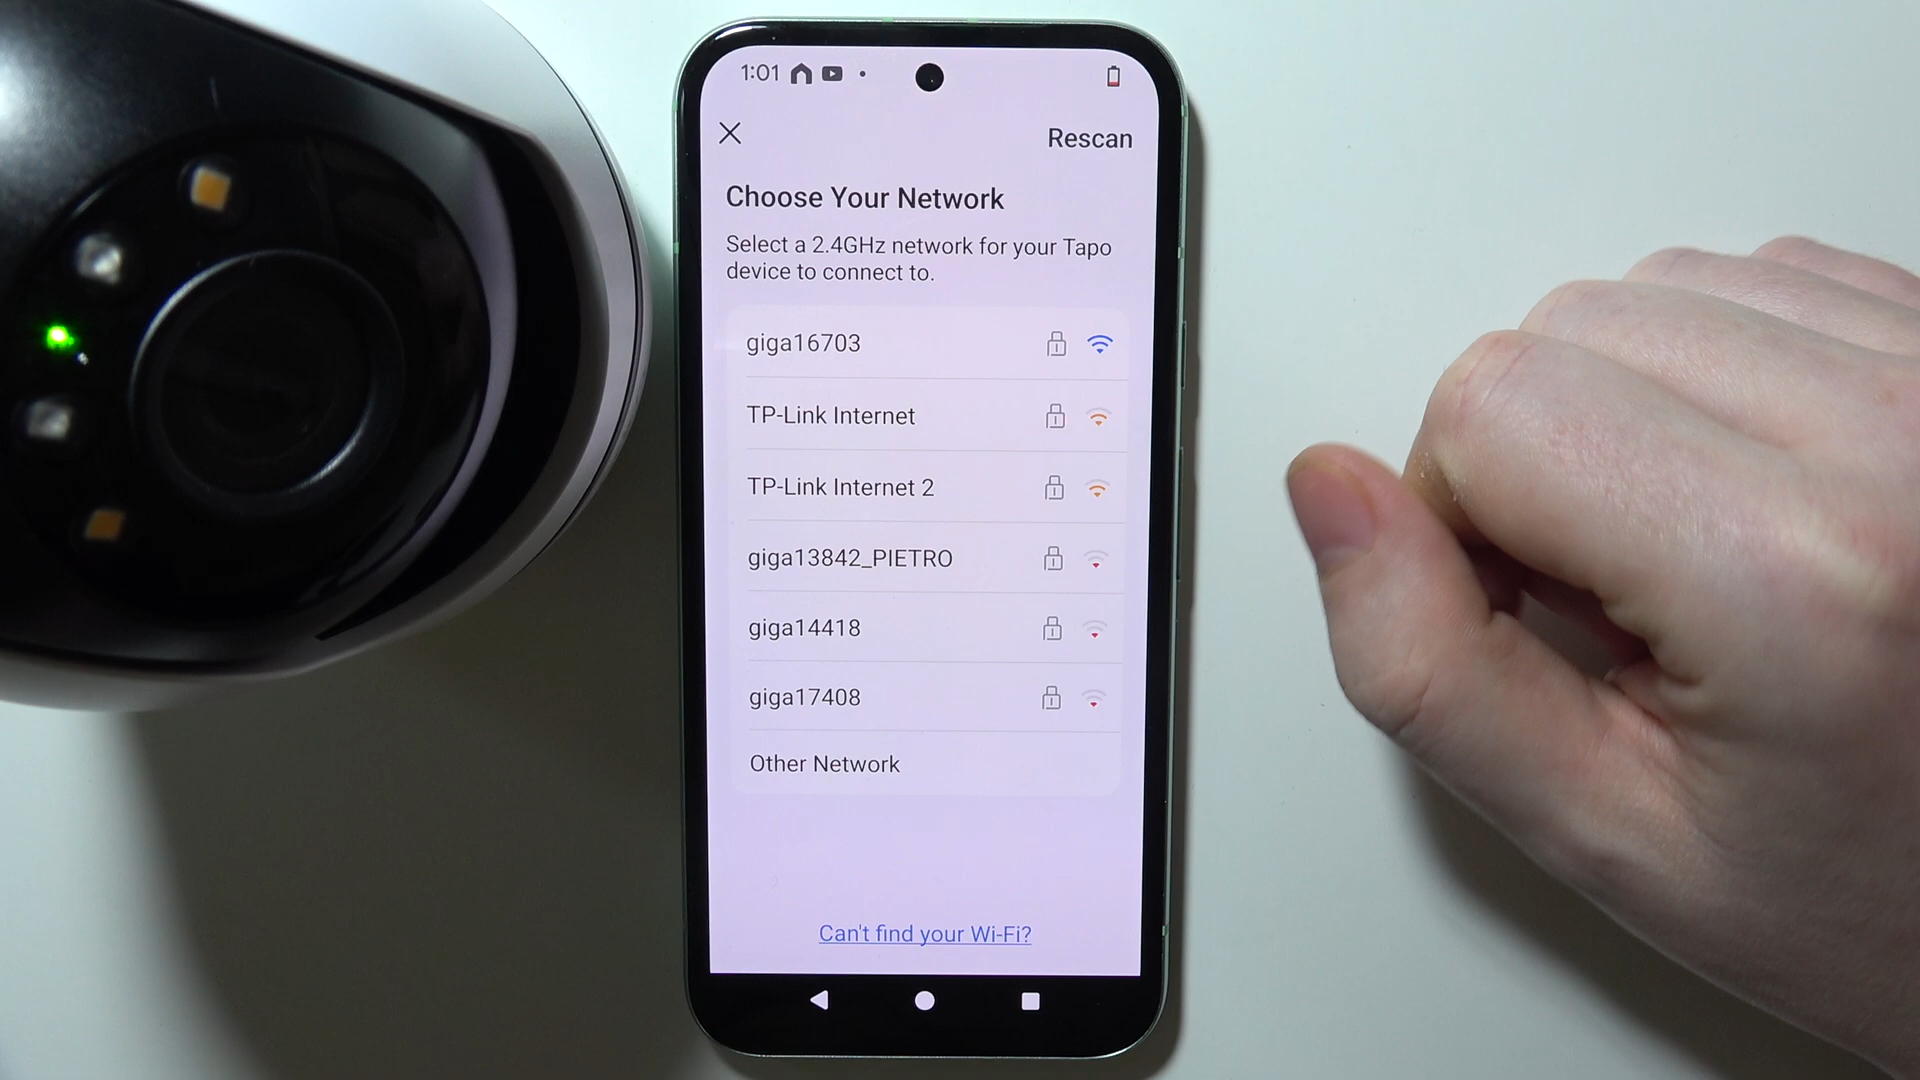 1:01
Rescan
Choose Your Network
Select a 2.4GHz network for your Tapo
device to connect to.
giga16703
TP-Link Internet
TP-Link Internet 2
giga13842_PIETRO
giga14418
giga17408
Other Network
Can't find your Wi-Fi?